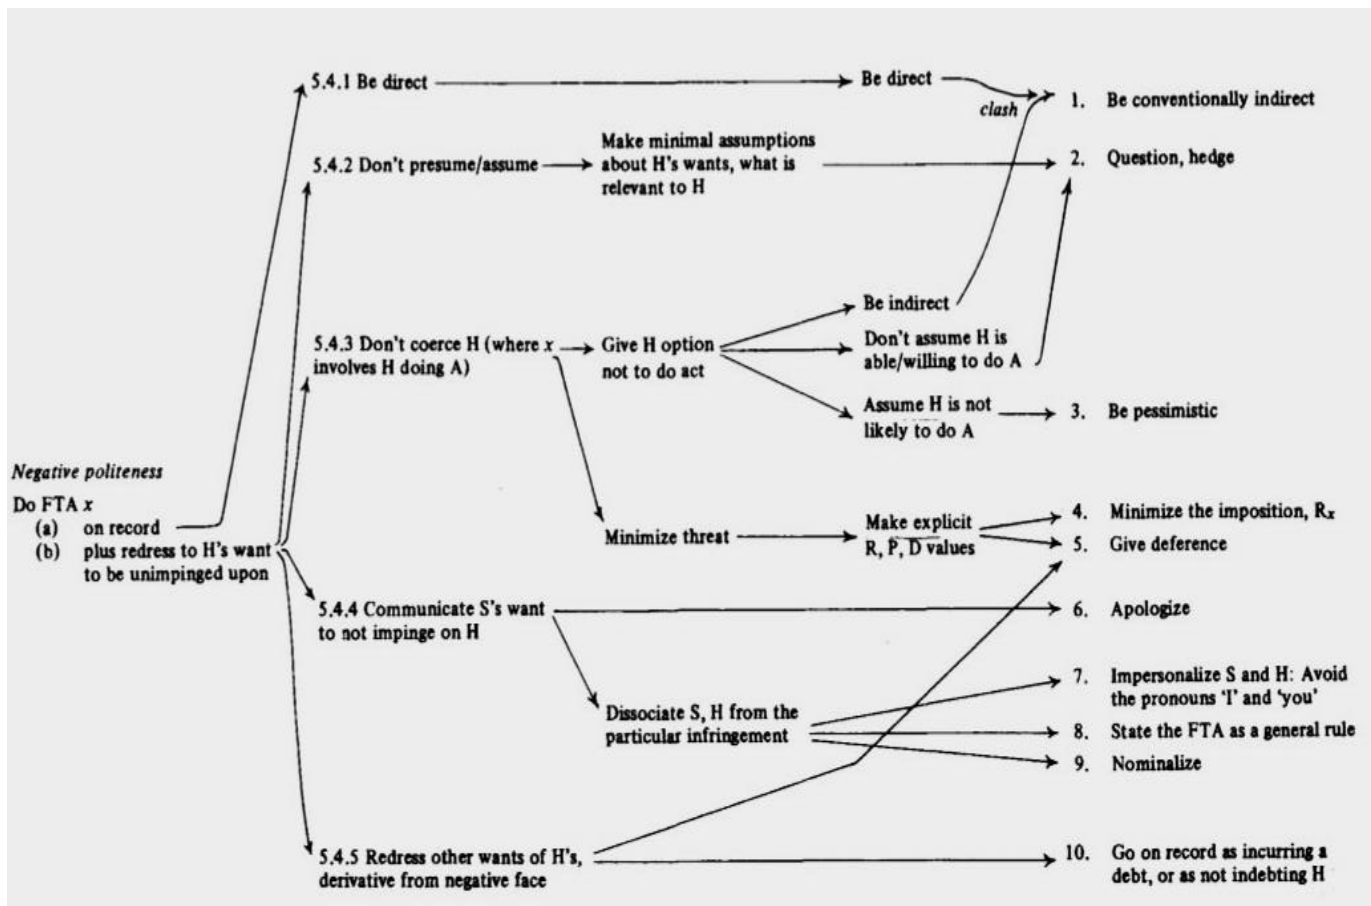 5.4.1 Be direct
Be direct
clash
1. Be conventionally indirect
5.4.2 Don't presume/assume
Make minimal assumptions
about H's wants, what is
relevant to H
2. Question, hedge
5.4.3 Don't coerce H (where x
involves H doing A)
Give H option
not to do act
Be indirect
Don't assume H is
able/willing to do A
Assume H is not
likely to do A
3. Be pessimistic
Negative politeness
Do FTA x
(a) on record
(b) plus redress to H's want
to be unimpinged upon
Minimize threat
Make explicit
R, P, D values
4. Minimize the imposition, Rx
5. Give deference
5.4.4 Communicate S's want
to not impinge on H
6. Apologize
Dissociate S, H from the
particular infringement
7. Impersonalize S and H: Avoid
the pronouns 'I' and 'you'
8. State the FTA as a general rule
9. Nominalize
5.4.5 Redress other wants of H's,
derivative from negative face
10. Go on record as incurring a
debt, or as not indebting H